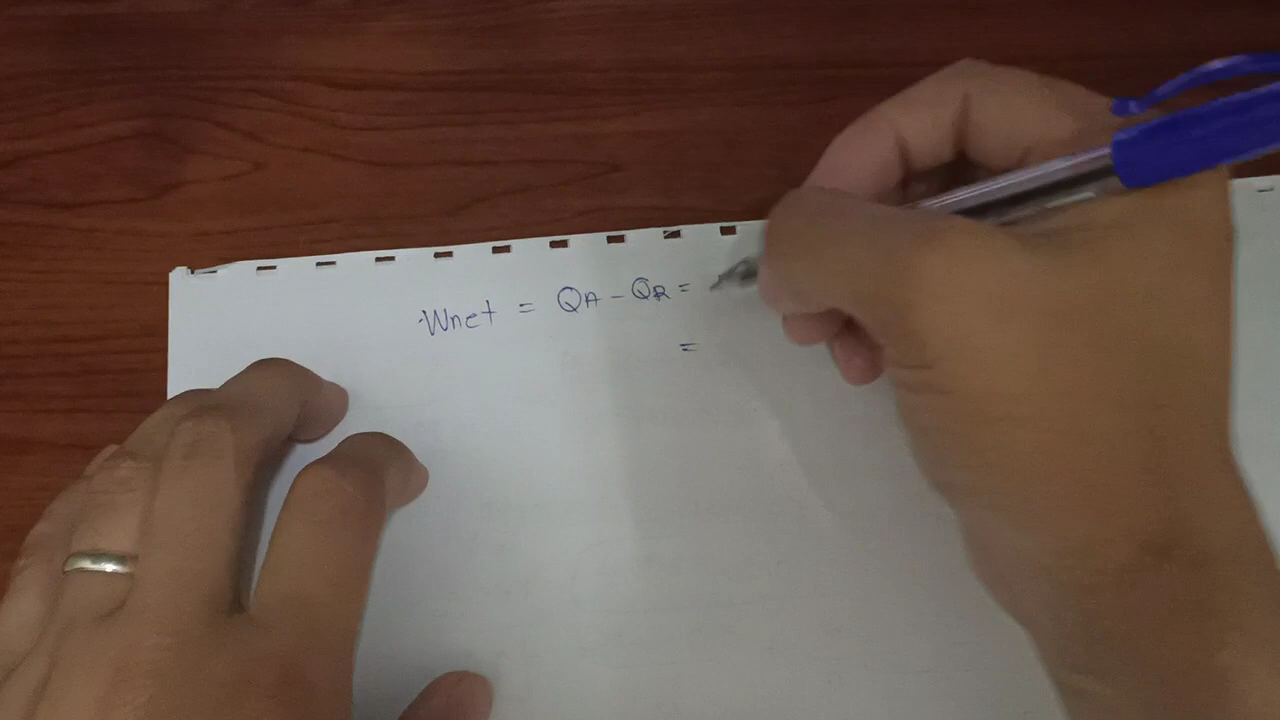 Wnet = QA - QR =
=